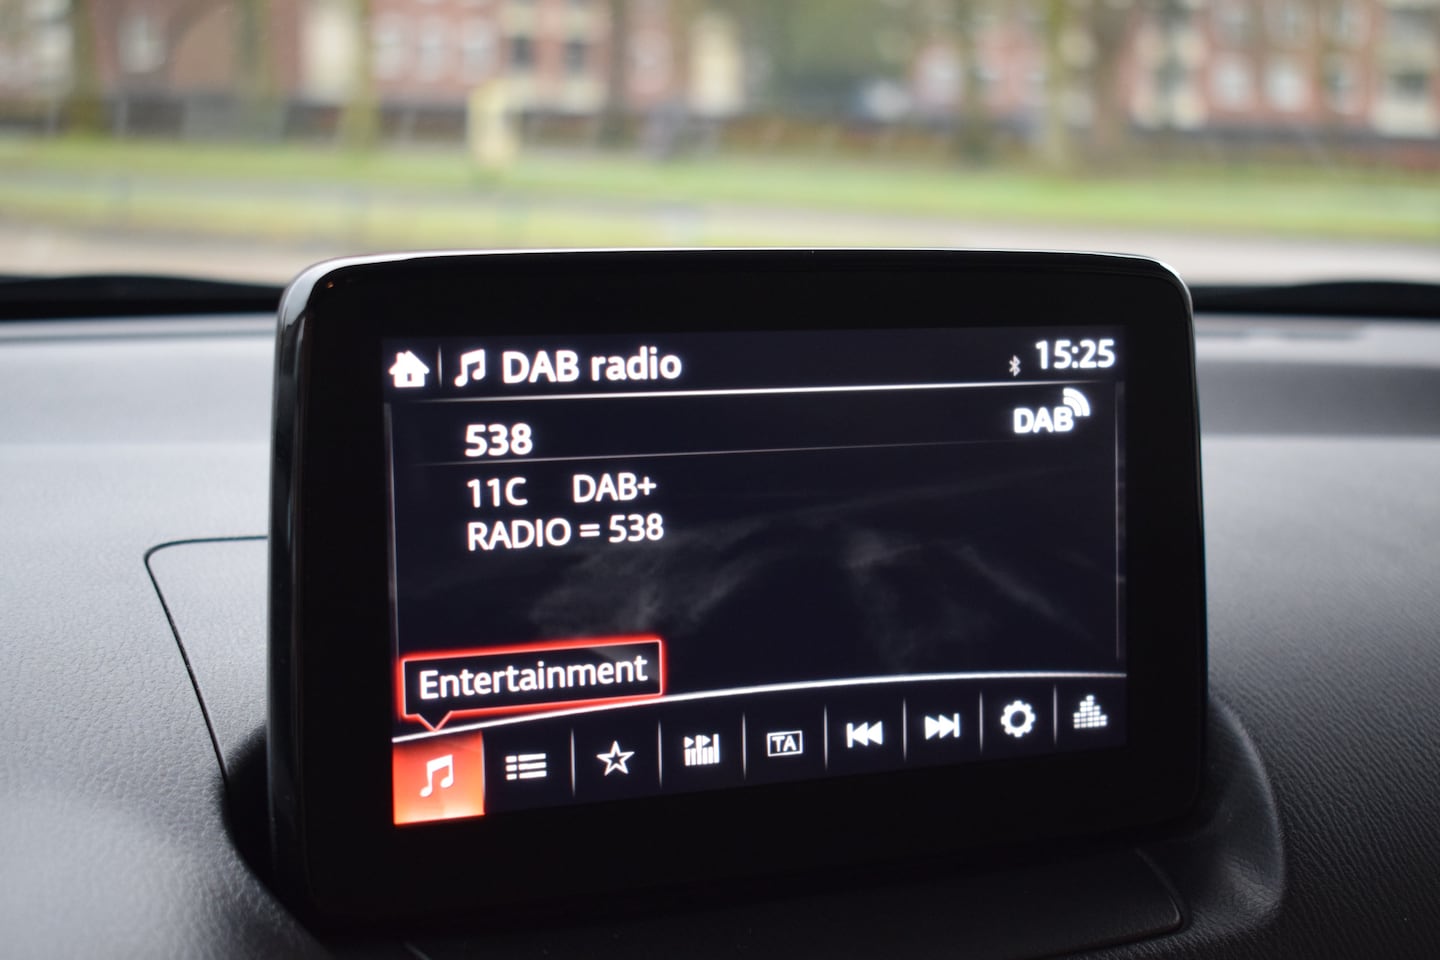 DAB radio 15:25
538 DAB
11C DAB+
RADIO = 538
Entertainment
TA